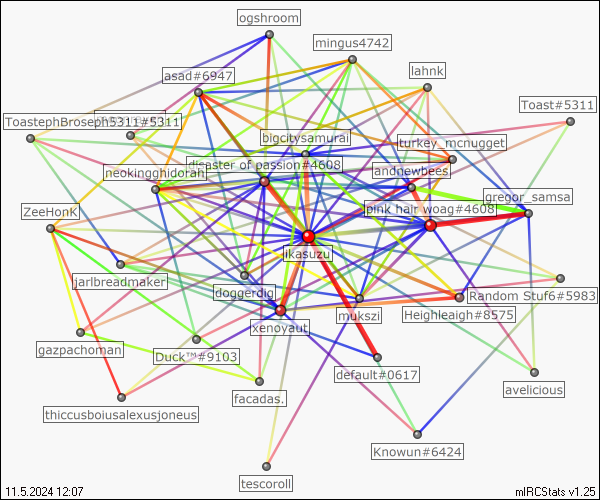 ogshroom
mingus4742
asad#6947
lahnk
Toast#5311
ToastephBroseph5311#5311
bigcitysamurai
turkey_mcnugget
disaster of passion#4608
neokingghidorah
andnewbees
gregor_samsa
pink hair woag#4608
ZeeHonK
ikasuzu
jarlbreadmaker
doggerdig
Random Stuf6#5983
mukszi
Heighleaigh#8575
xenoyaut
gazpachoman
Duck™#9103
default#0617
avelicious
facadas.
thiccusboiusalexusjoneus
Knowun#6424
tescoroll
11.5.2024 12:07
mIRCStats v1.25